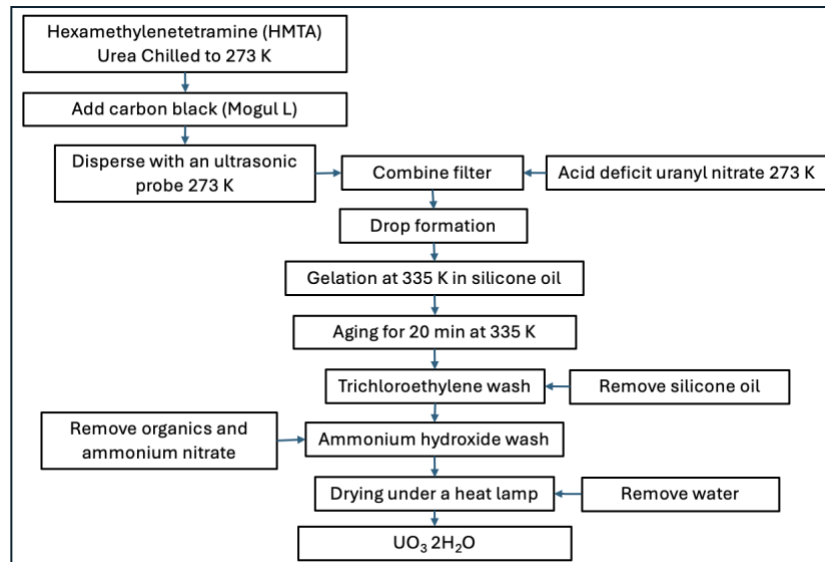 Hexamethylenetetramine (HMTA)
Urea Chilled to 273 K
Add carbon black (Mogul L)
Disperse with an ultrasonic
probe 273 K
Combine filter
Acid deficit uranyl nitrate 273 K
Drop formation
Gelation at 335 K in silicone oil
Aging for 20 min at 335 K
Trichloroethylene wash
Remove silicone oil
Remove organics and
ammonium nitrate
Ammonium hydroxide wash
Drying under a heat lamp
Remove water
UO₃ 2H₂O